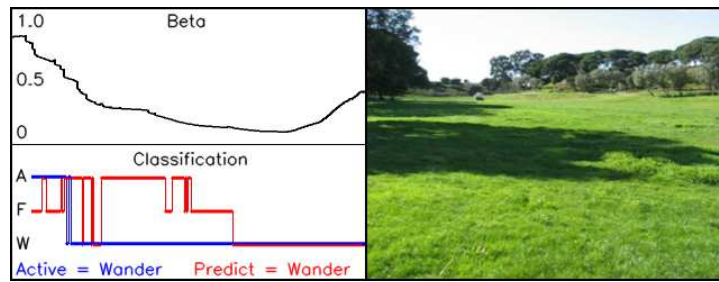 1.0
Beta
0.5
0
Classification
A
F
W
Active = Wander
Predict = Wander